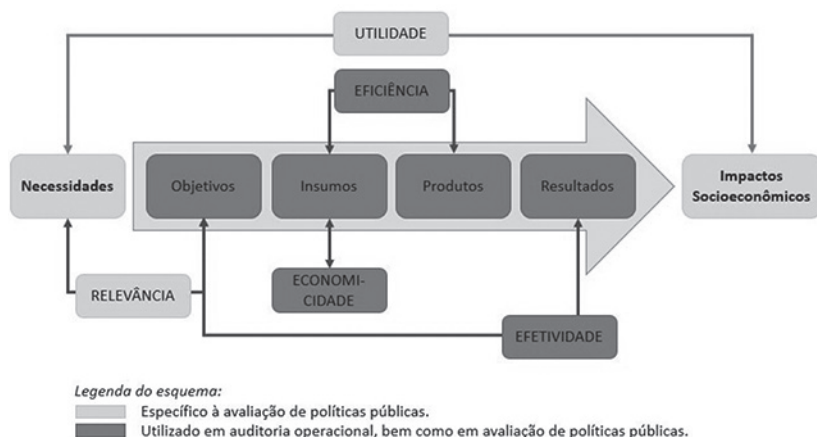 UTILIDADE
EFICIÊNCIA
Necessidades
Objetivos
Insumos
Produtos
Resultados
Impactos
Socioeconômicos
RELEVÂNCIA
ECONOMI-
CIDADE
EFETIVIDADE
Legenda do esquema:
Específico à avaliação de políticas públicas.
Utilizado em auditoria operacional, bem como em avaliação de políticas públicas.